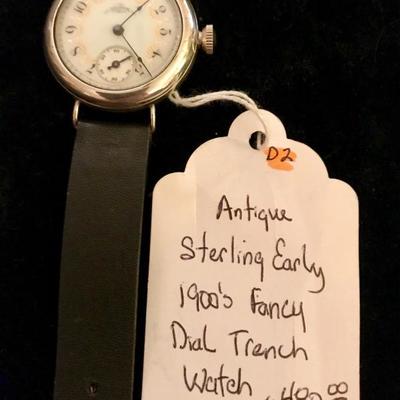 D2
Antique
Sterling Early
1900's Fancy
Dial Trench
Watch